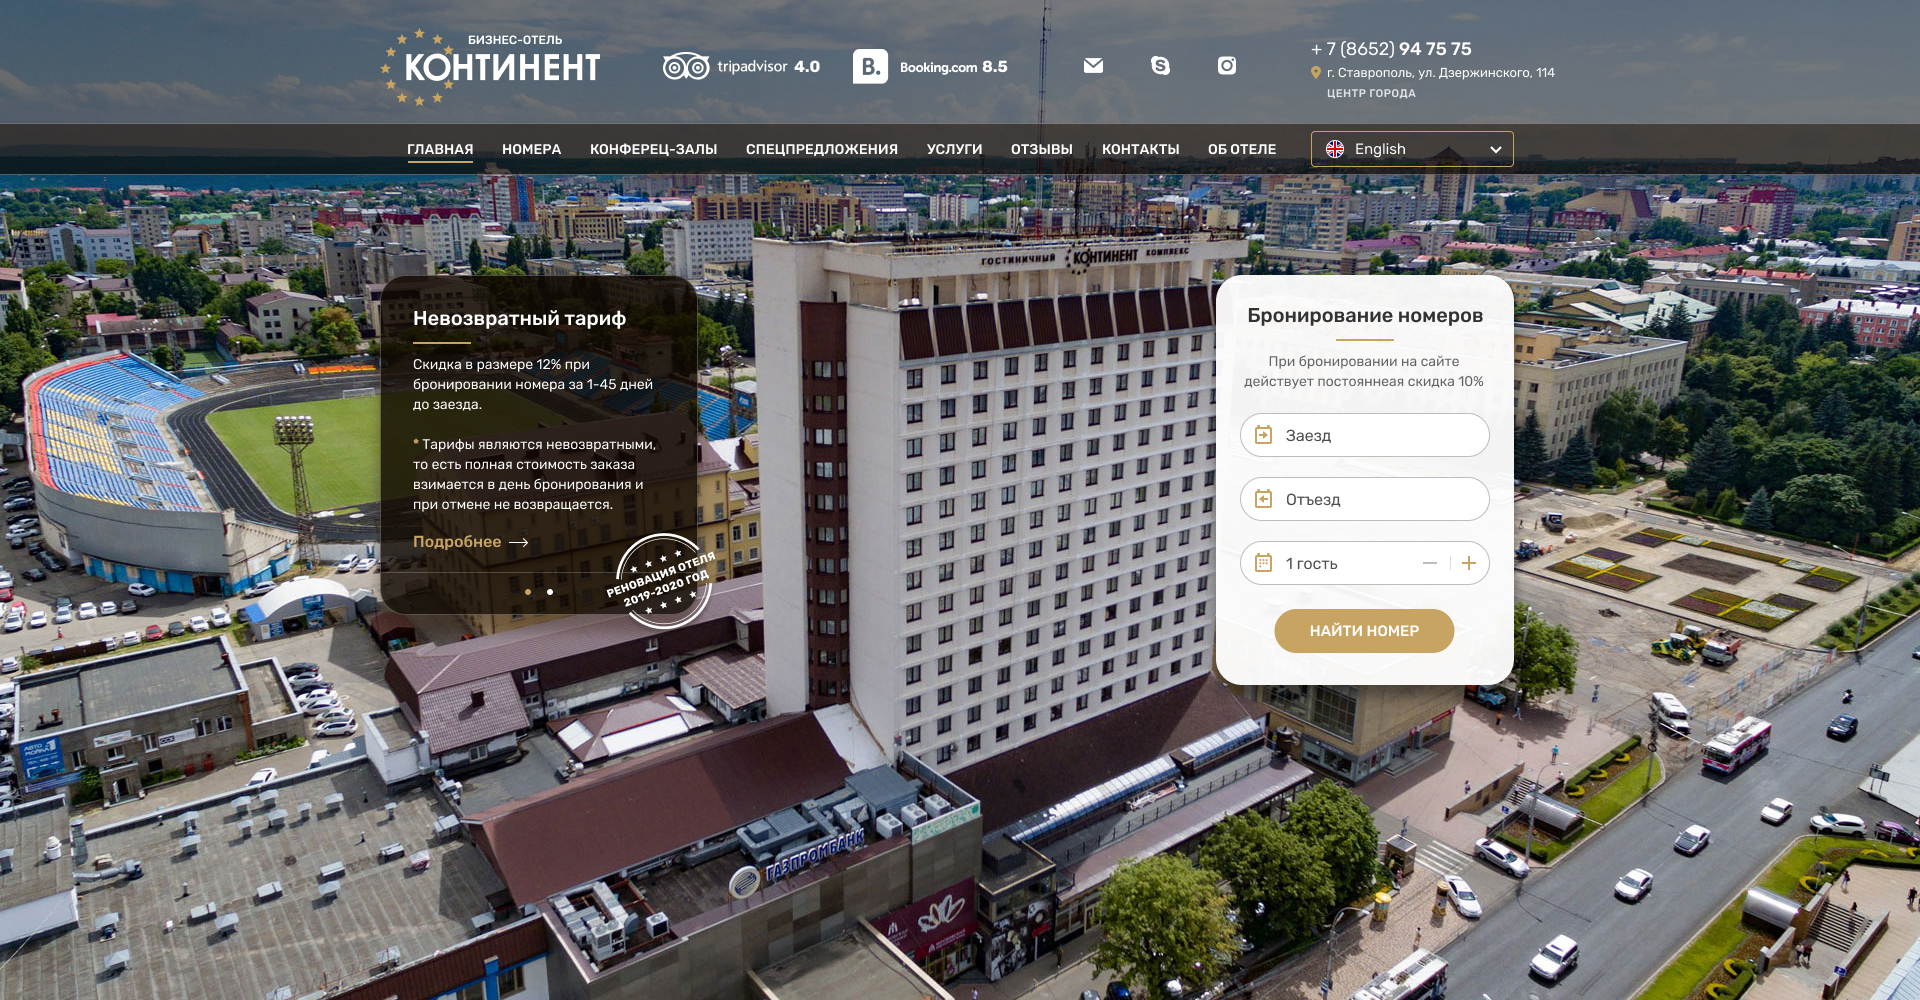 БИЗНЕС-ОТЕЛЬ
КОНТИНЕНТ
tripadvisor 4.0
B.
Booking.com 8.5
+ 7 (8652) 94 75 75
г. Ставрополь, ул. Дзержинского, 114
ЦЕНТР ГОРОДА
ГЛАВНАЯ
НОМЕРА
КОНФЕРЕЦ-ЗАЛЫ
СПЕЦПРЕДЛОЖЕНИЯ
УСЛУГИ
ОТЗЫВЫ
КОНТАКТЫ
ОБ ОТЕЛЕ
English
ГОСТИНИЧНЫЙ КОНТИНЕНТ КОМПЛЕКС
Невозвратный тариф
Скидка в размере 12% при
бронировании номера за 1-45 дней
до заезда.
* Тарифы являются невозвратными,
то есть полная стоимость заказа
взимается в день бронирования и
при отмене не возвращается.
Подробнее
РЕНОВАЦИЯ ОТЕЛЯ
2019-2020 ГОД
Бронирование номеров
При бронировании на сайте
действует постояннеая скидка 10%
Заезд
Отъезд
1 гость
НАЙТИ НОМЕР
АВТО
МОЙКА
ГАЗПРОМБАНК